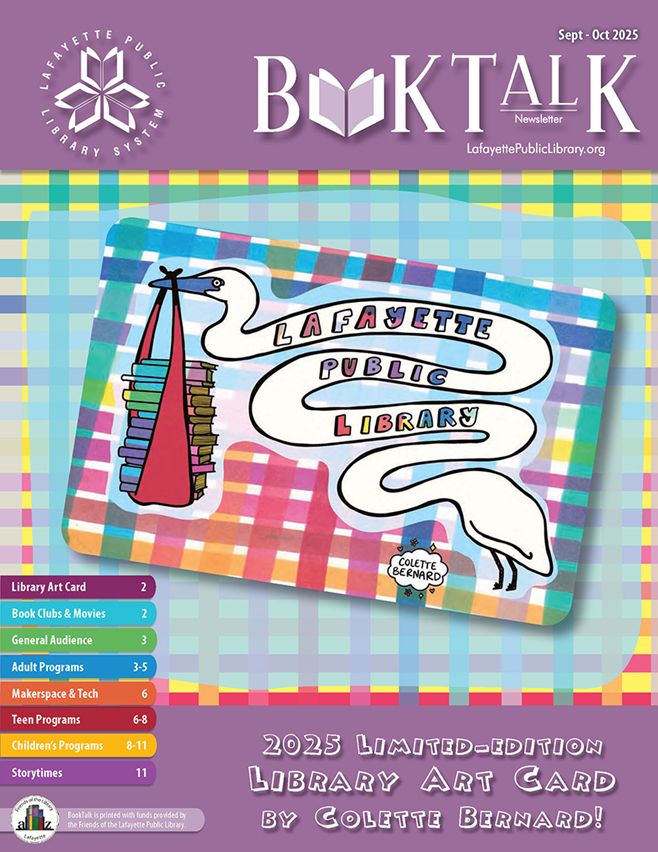 LAFAYETTE PUBLIC
LIBRARY SYSTEM
Sept - Oct 2025
BOOKTALK
Newsletter
LafayettePublicLibrary.org
LAFAYETTE
PUBLIC
LIBRARY
COLETTE
BERNARD
Library Art Card 2
Book Clubs & Movies 2
General Audience 3
Adult Programs 3-5
Makerspace & Tech 6
Teen Programs 6-8
Children's Programs 8-11
Storytimes 11
2025 Limited-edition
Library Art Card
by Colette Bernard!
Friends of the Library
a z
Lafayette
BookTalk is printed with funds provided by
the Friends of the Lafayette Public Library.